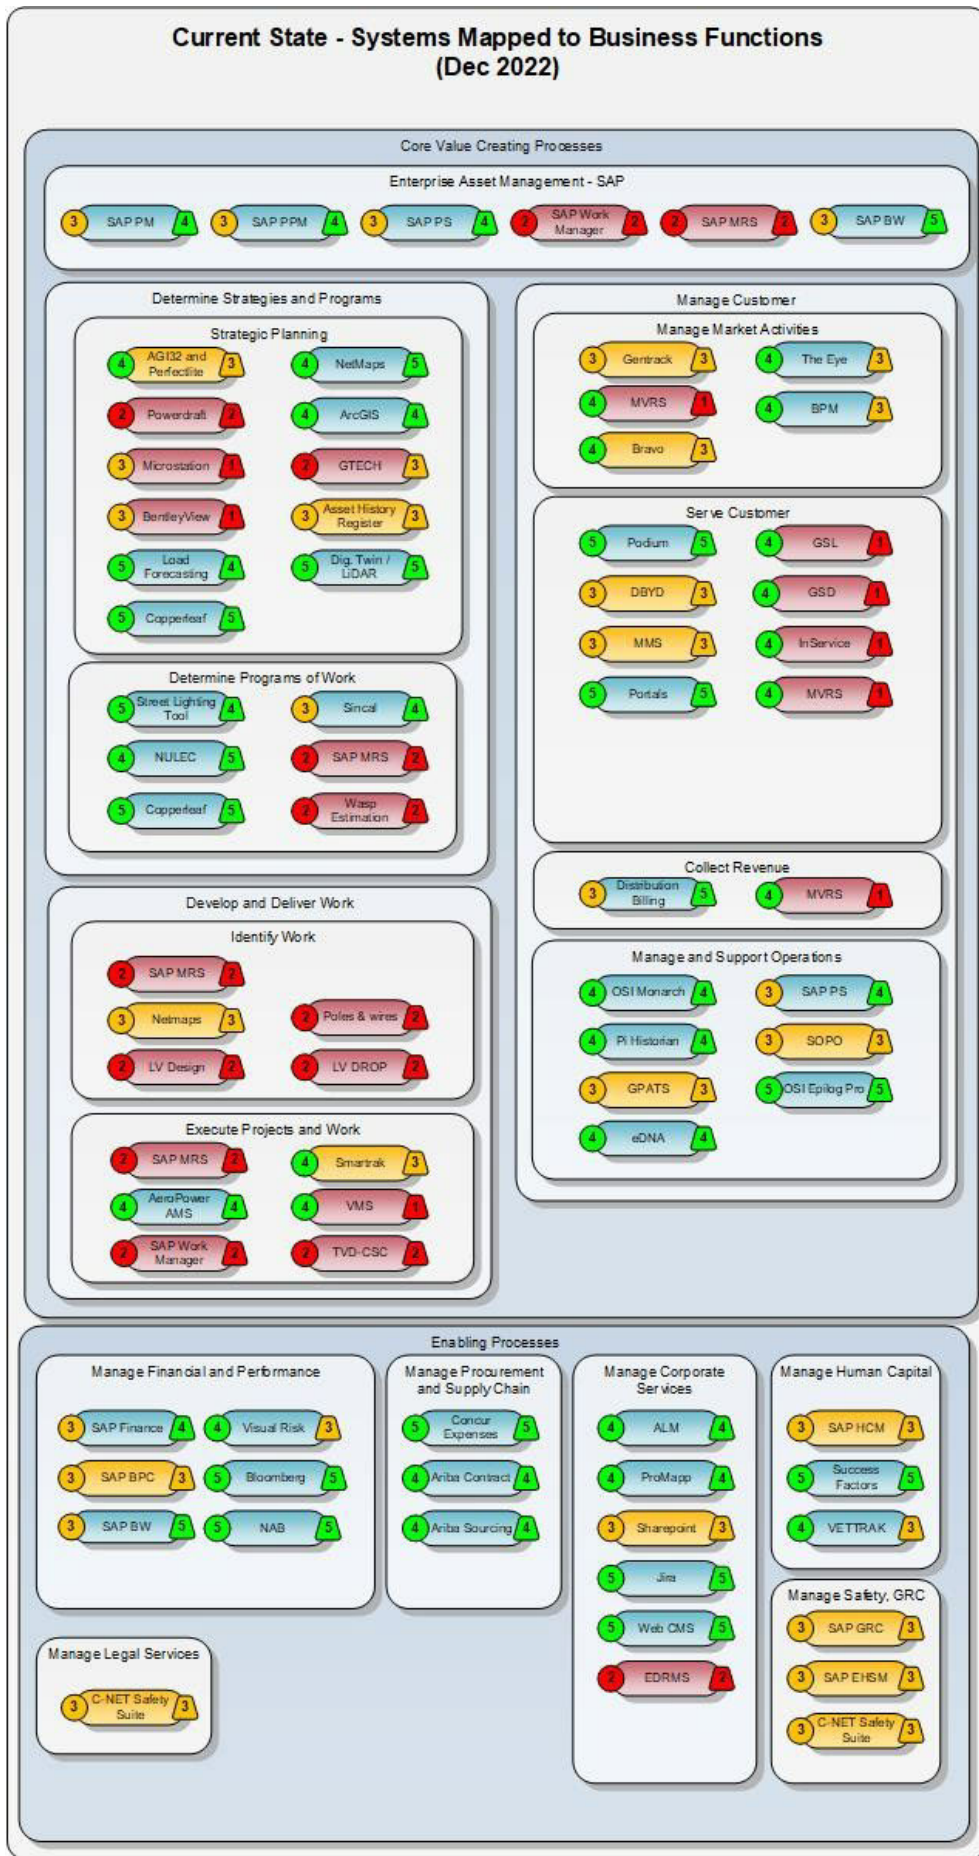 Current State - Systems Mapped to Business Functions
(Dec 2022)
Core Value Creating Processes
Enterprise Asset Management - SAP
3 SAP PM 4
3 SAP PPM 4
3 SAP PS 4
2 SAP Work
Manager 2
2 SAP MRS 2
3 SAP BW 5
Determine Strategies and Programs
Strategic Planning
4 AGI32 and
Perfectlite 3
4 NetMaps 5
2 Powerdraft 2
4 ArcGIS 4
3 Microstation 1
2 GTECH 3
3 BentleyView 1
3 Asset History
Register 3
5 Load
Forecasting 4
5 Dig. Twin /
LiDAR 5
5 Copperleaf 5
Determine Programs of Work
5 Street Lighting
Tool 4
3 Sincal 4
4 NULEC 5
2 SAP MRS 2
5 Copperleaf 5
2 Wasp
Estimation 2
Develop and Deliver Work
Identify Work
2 SAP MRS 2
3 Netmaps 3
2 Poles & wires 2
2 LV Design 2
2 LV DROP 2
Execute Projects and Work
2 SAP MRS 2
4 Smartrak 3
4 AeroPower
AMS 4
4 VMS 1
2 SAP Work
Manager 2
2 TVD-CSC 2
Manage Customer
Manage Market Activities
3 Gentrack 3
4 The Eye 3
4 MVRS 1
4 BPM 3
4 Bravo 3
Serve Customer
5 Podium 5
4 GSL 1
3 DBYD 3
4 GSD 1
3 MMS 3
4 InService 1
5 Portals 5
4 MVRS 1
Collect Revenue
3 Distribution
Billing 5
4 MVRS 1
Manage and Support Operations
4 OSI Monarch 4
3 SAP PS 4
4 PI Historian 4
3 SOPO 3
3 GPATS 3
5 OSI Epilog Pro 5
4 eDNA 4
Enabling Processes
Manage Financial and Performance
3 SAP Finance 4
4 Visual Risk 3
3 SAP BPC 3
5 Bloomberg 5
3 SAP BW 5
5 NAB 5
Manage Procurement
and Supply Chain
5 Concur
Expenses 5
4 Ariba Contract 4
4 Ariba Sourcing 4
Manage Corporate
Services
4 ALM 4
4 ProMapp 4
3 Sharepoint 3
5 Jira 5
5 Web CMS 5
2 EDRMS 2
Manage Human Capital
3 SAP HCM 3
5 Success
Factors 5
4 VETTRAK 3
Manage Safety, GRC
3 SAP GRC 3
3 SAP EHSM 3
3 C-NET Safety
Suite 3
Manage Legal Services
3 C-NET Safety
Suite 3